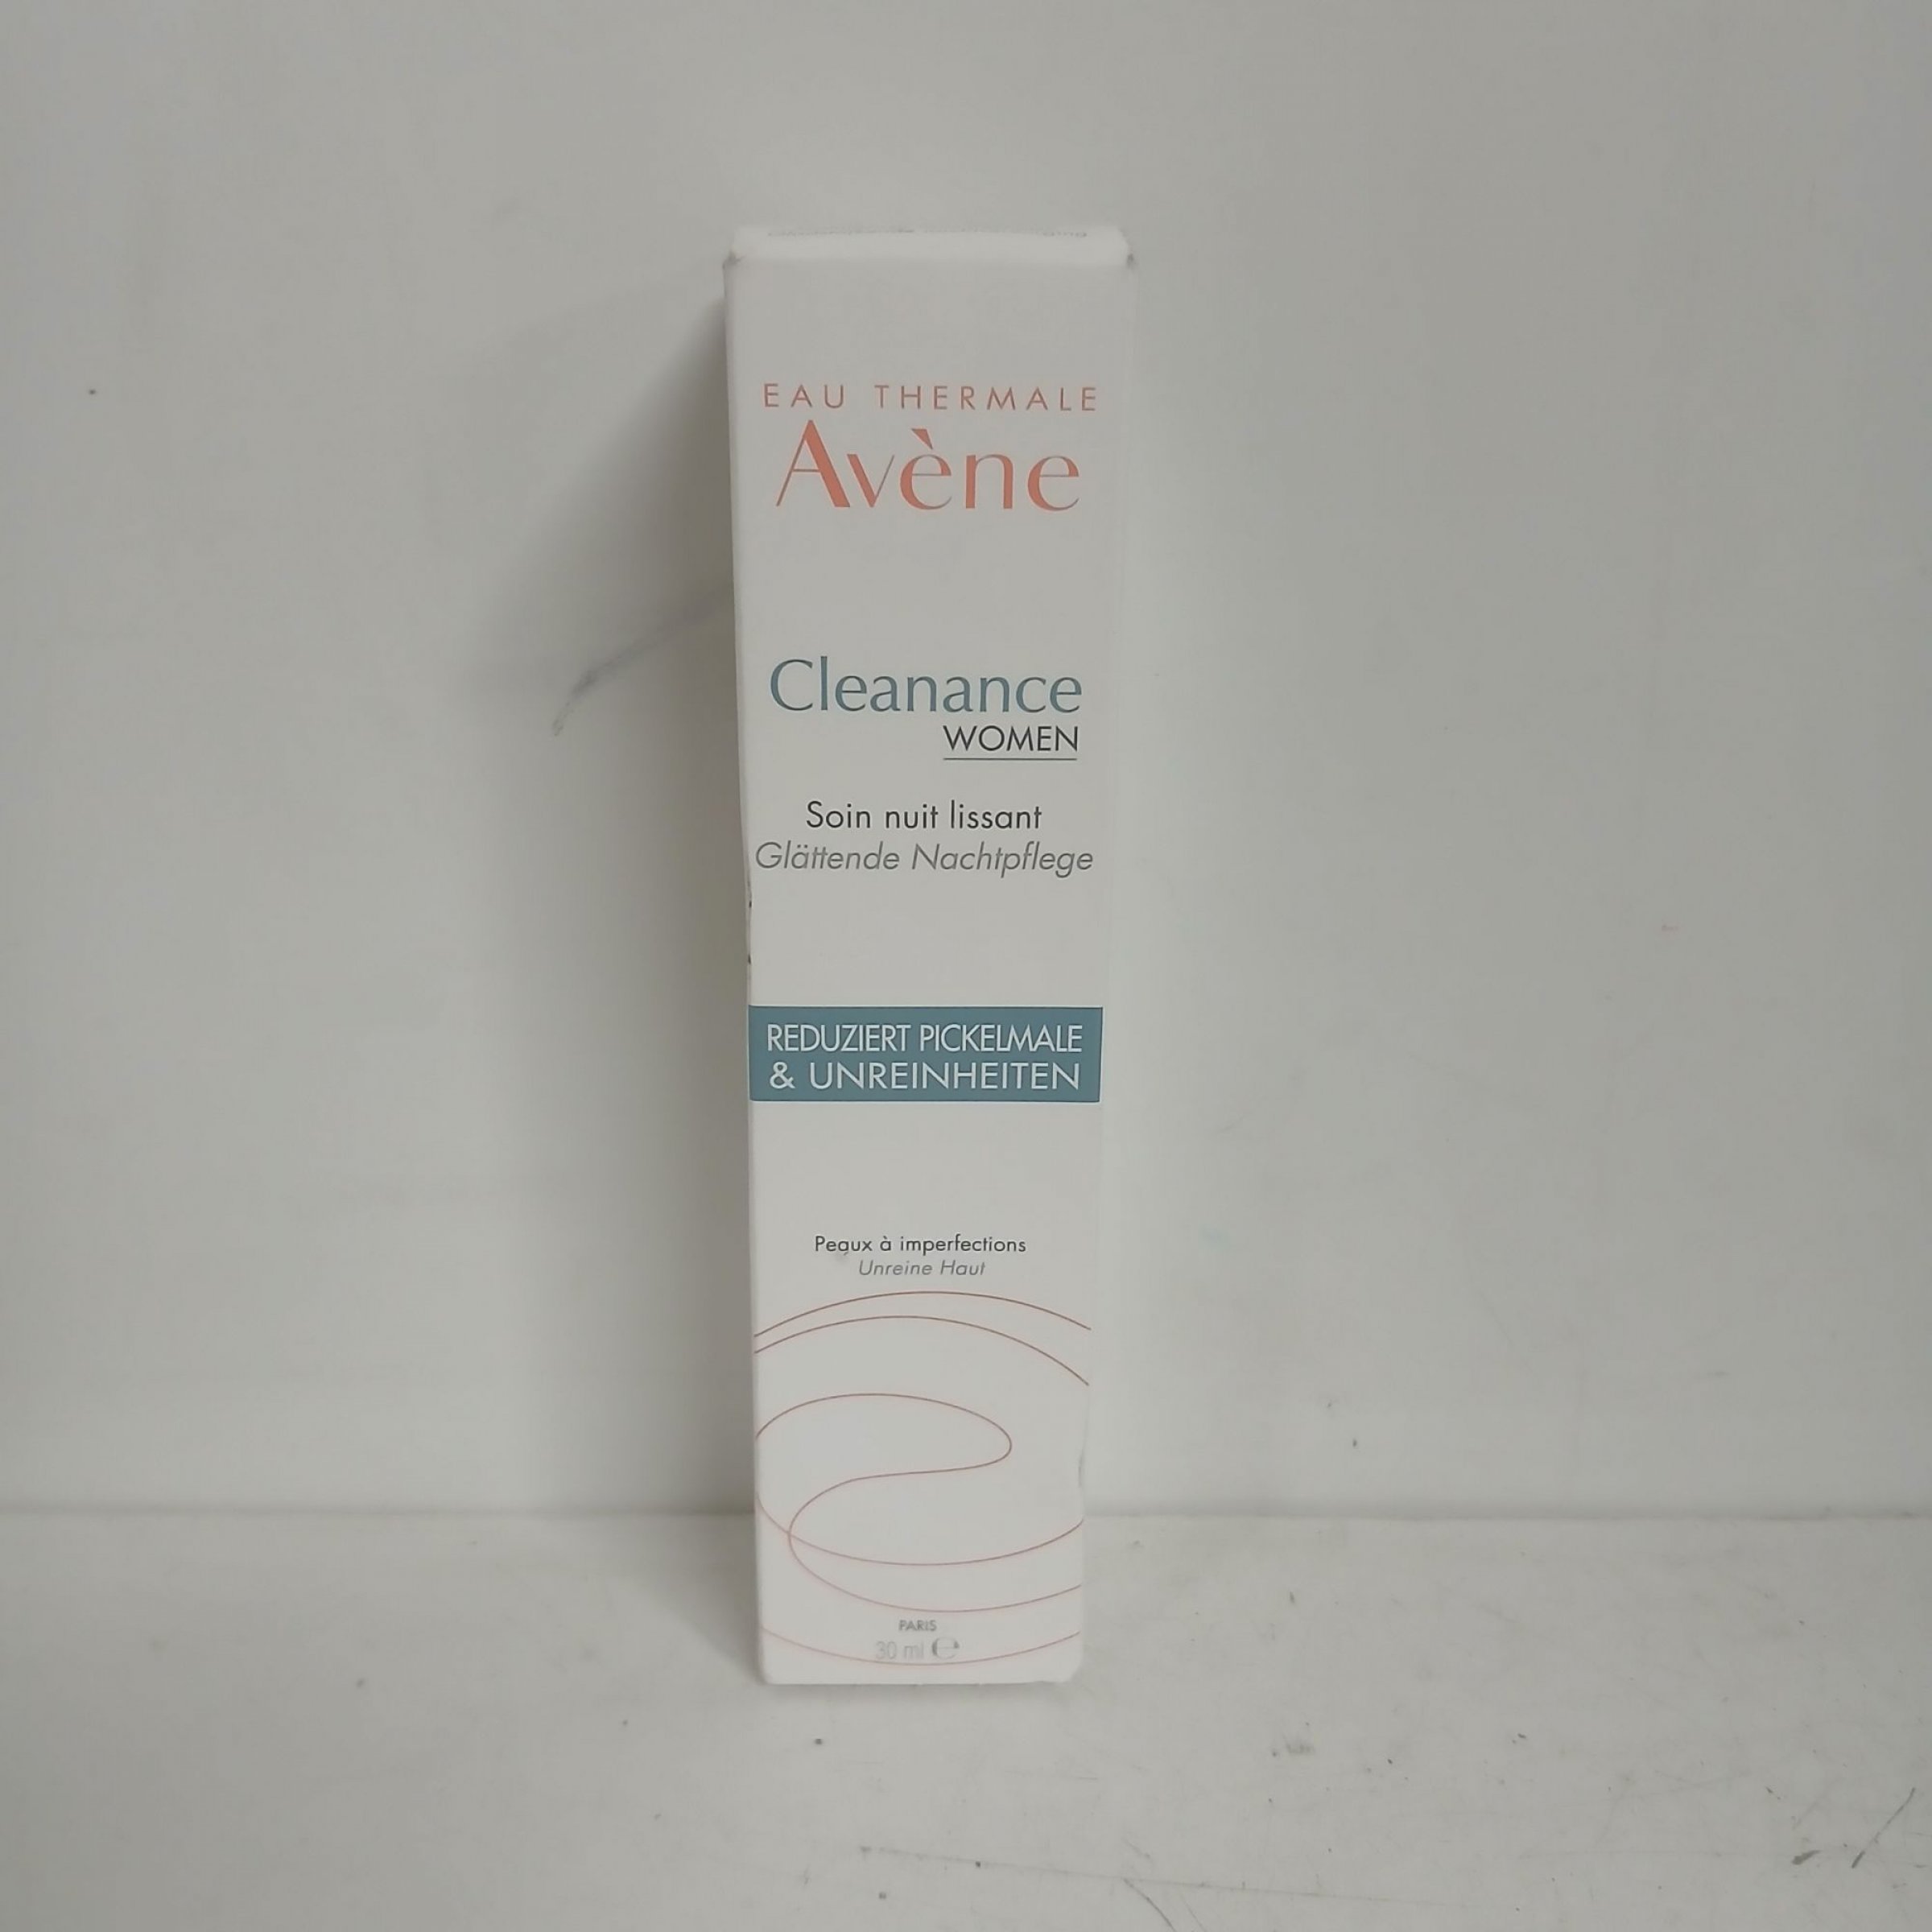 EAU THERMALE
Avène
Cleanance
WOMEN
Soin nuit lissant
Glättende Nachtpflege
REDUZIERT PICKELMALE
& UNREINHEITEN
Peaux à imperfections
Unreine Haut
PARIS
30 ml ℮